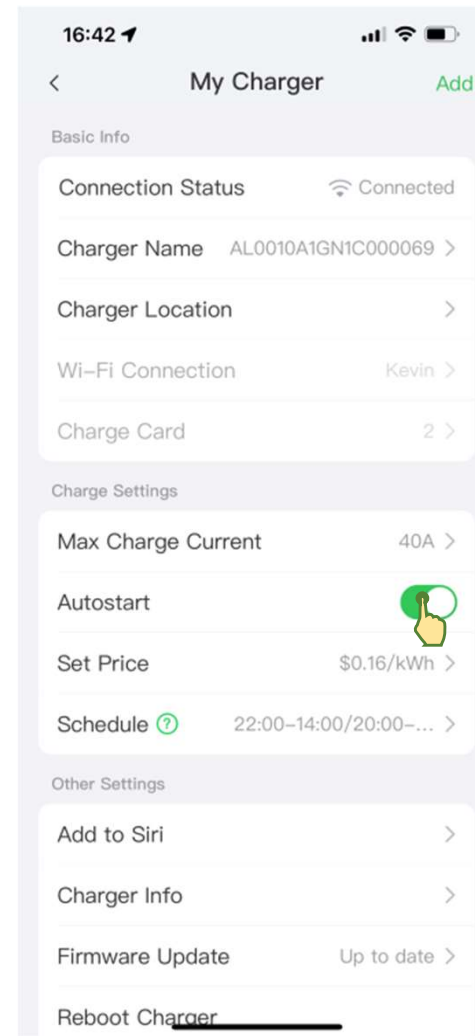 16:42
My Charger Add
Basic Info
Connection Status Connected
Charger Name AL0010A1GN1C000069 >
Charger Location >
Wi-Fi Connection Kevin >
Charge Card 2 >
Charge Settings
Max Charge Current 40A >
Autostart
Set Price $0.16/kWh >
Schedule ? 22:00-14:00/20:00-... >
Other Settings
Add to Siri >
Charger Info >
Firmware Update Up to date >
Reboot Charger